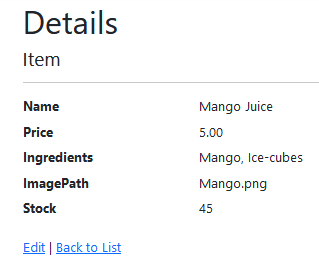 Details
Item
Name Mango Juice
Price 5.00
Ingredients Mango, Ice-cubes
ImagePath Mango.png
Stock 45
Edit | Back to List